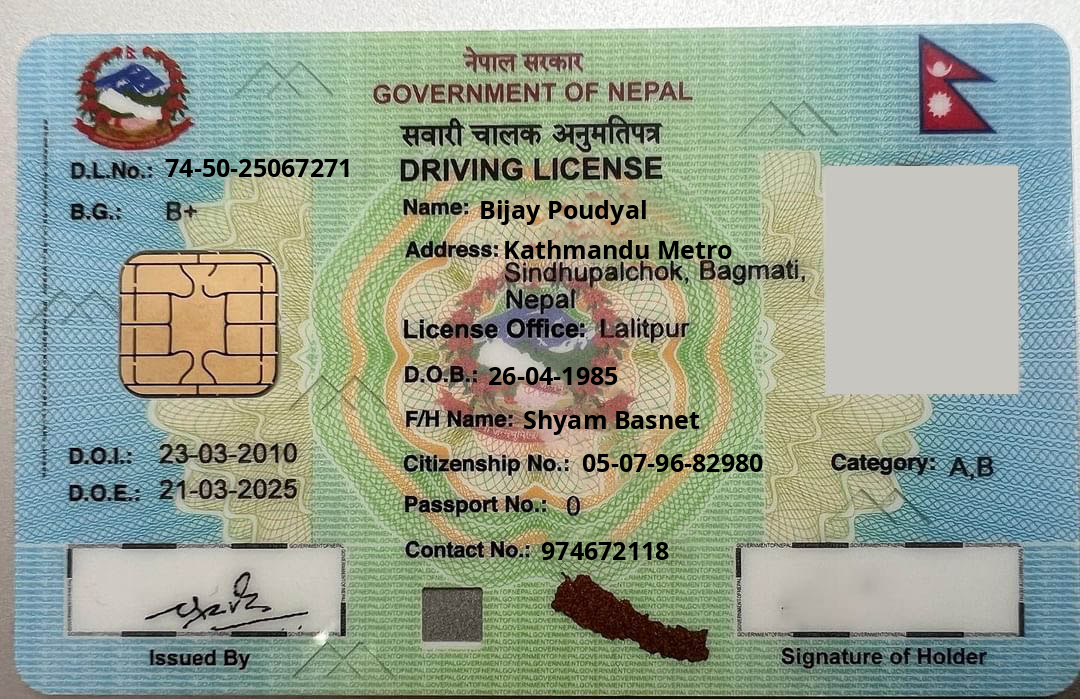 नेपाल सरकार
GOVERNMENT OF NEPAL
सवारी चालक अनुमतिपत्र
DRIVING LICENSE
D.L.No.: 74-50-25067271
B.G.: B+
Name: Bijay Poudyal
Address: Kathmandu Metro
Sindhupalchok, Bagmati,
Nepal
License Office: Lalitpur
D.O.B.: 26-04-1985
F/H Name: Shyam Basnet
D.O.I.: 23-03-2010
Citizenship No.: 05-07-96-82980
Category: A,B
D.O.E.: 21-03-2025
Passport No.: 0
Contact No.: 974672118
Issued By
Signature of Holder